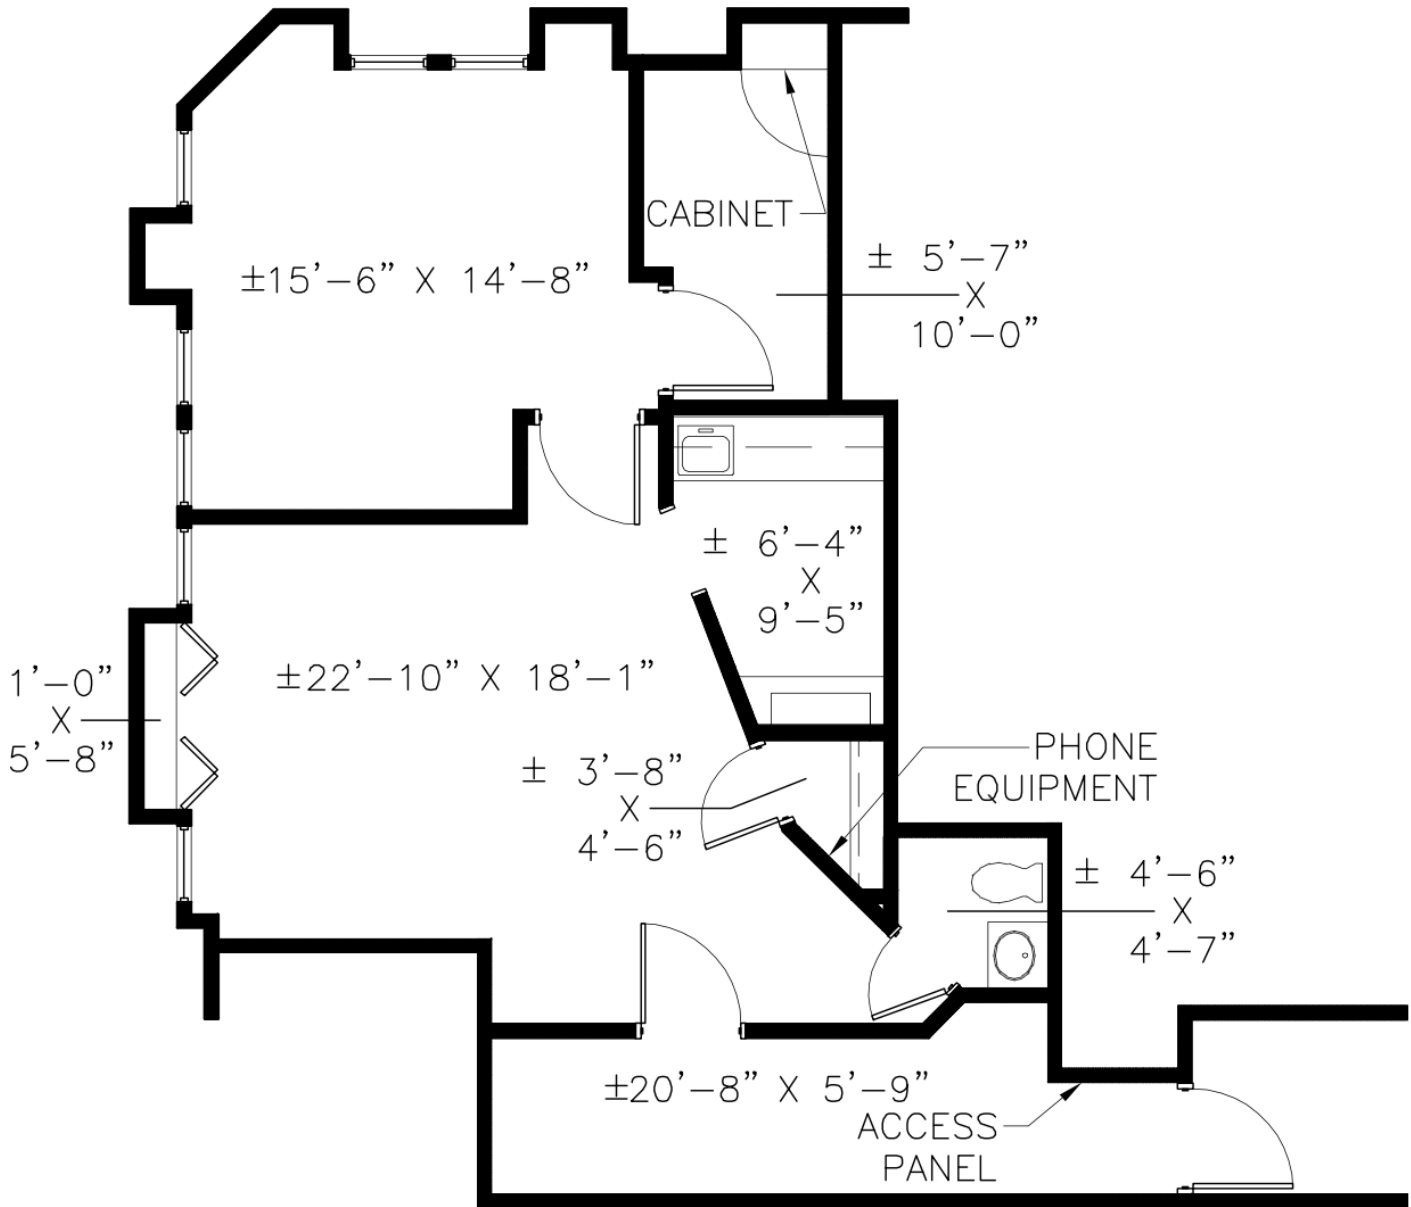 CABINET
± 5’-7”
X
10’-0”
±15’-6” X 14’-8”
± 6’-4”
X
9’-5”
±22’-10” X 18’-1”
1’-0”
X
5’-8”
PHONE
EQUIPMENT
± 3’-8”
X
4’-6”
± 4’-6”
X
4’-7”
±20’-8” X 5’-9”
ACCESS
PANEL